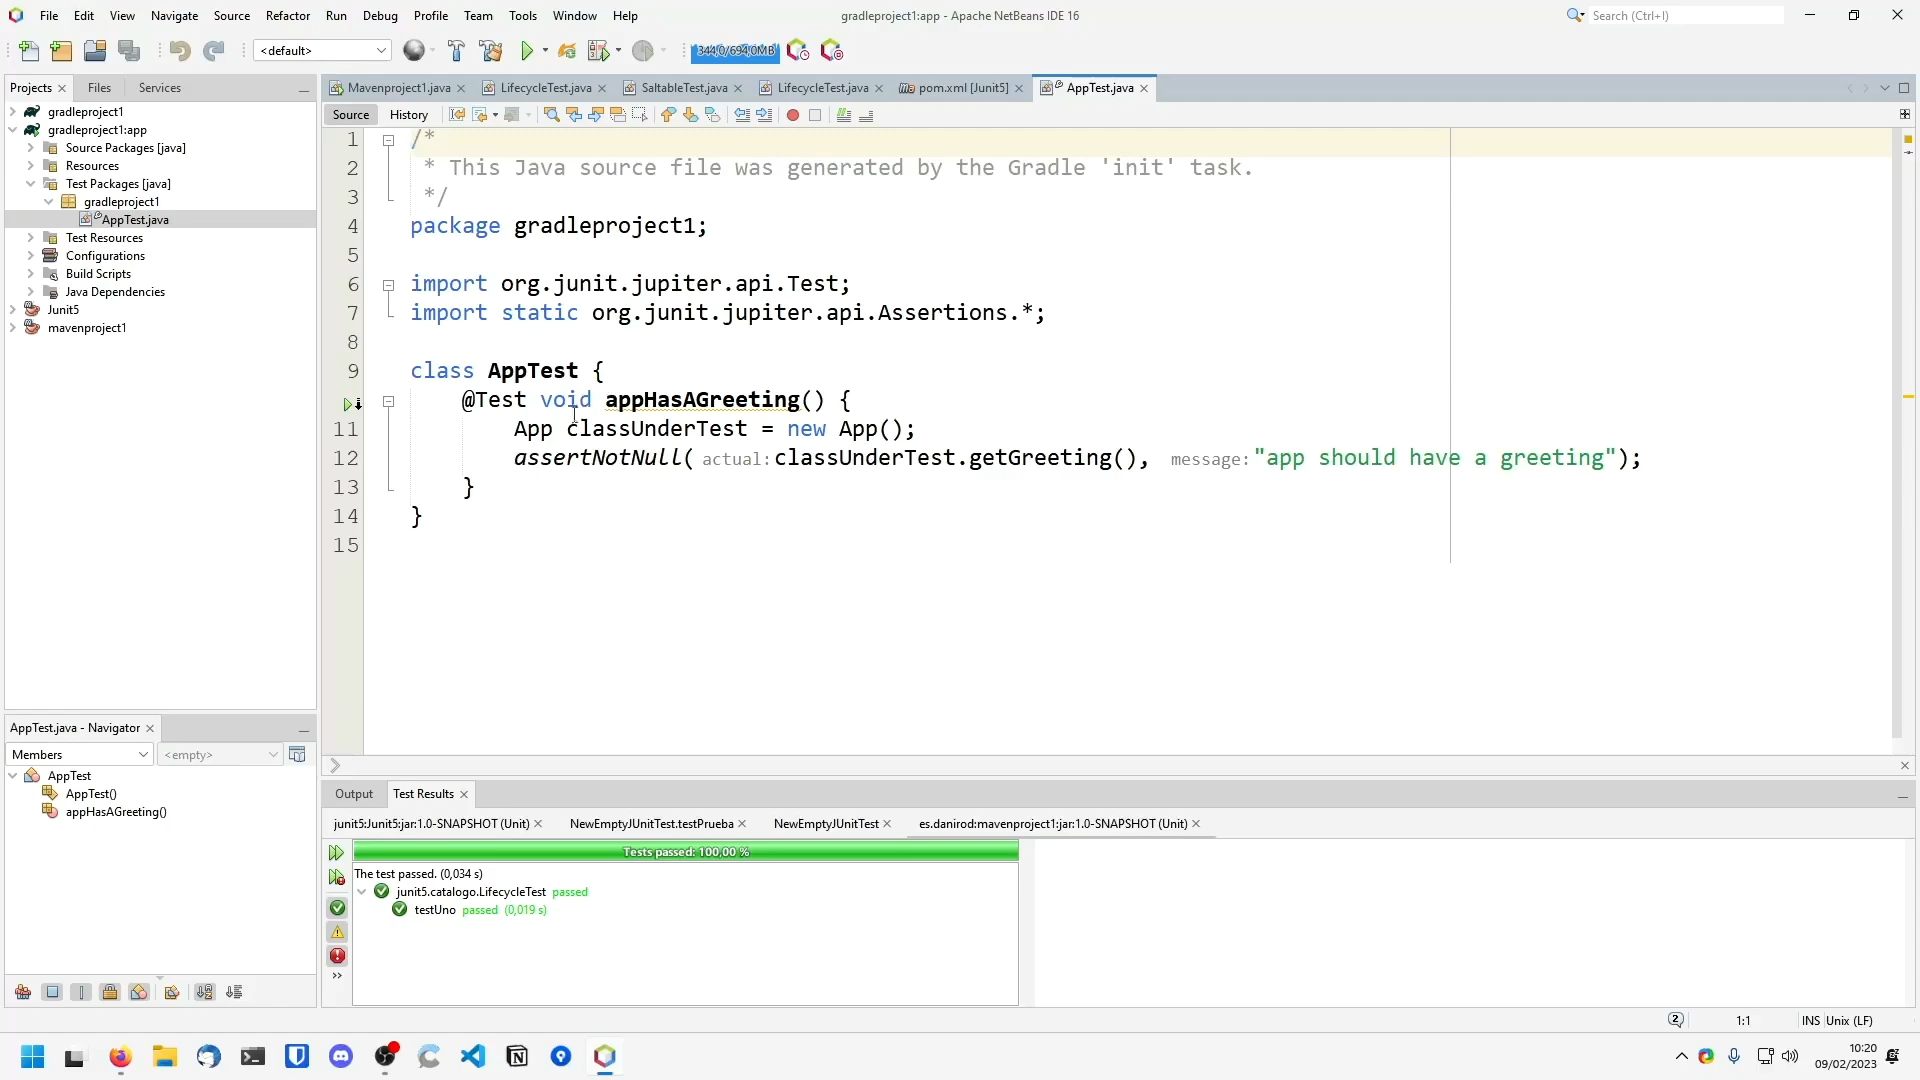 File Edit View Navigate Source Refactor Run Debug Profile Team Tools Window Help
gradleproject1:app - Apache NetBeans IDE 16
Search (Ctrl+I)
<default>
344,0/694,0MB
Projects
Files
Services
Mavenproject1.java
LifecycleTest.java
SaltableTest.java
LifecycleTest.java
pom.xml [Junit5]
AppTest.java
Source
History
gradleproject1
gradleproject1:app
Source Packages [java]
Resources
Test Packages [java]
gradleproject1
AppTest.java
Test Resources
Configurations
Build Scripts
Java Dependencies
Junit5
mavenproject1
1 /*
2 * This Java source file was generated by the Gradle 'init' task.
3 */
4 package gradleproject1;
5
6 import org.junit.jupiter.api.Test;
7 import static org.junit.jupiter.api.Assertions.*;
8
9 class AppTest {
@Test void appHasAGreeting() {
11 App classUnderTest = new App();
12 assertNotNull( actual: classUnderTest.getGreeting(), message: "app should have a greeting");
13 }
14 }
15
AppTest.java - Navigator
Members
<empty>
AppTest
AppTest()
appHasAGreeting()
Output
Test Results
junit5:Junit5:jar:1.0-SNAPSHOT (Unit)
NewEmptyJUnitTest.testPrueba
NewEmptyJUnitTest
es.danirod:mavenproject1:jar:1.0-SNAPSHOT (Unit)
Tests passed: 100,00 %
The test passed. (0,034 s)
junit5.catalogo.LifecycleTest passed
testUno passed (0,019 s)
2
1:1
INS
Unix (LF)
10:20
09/02/2023